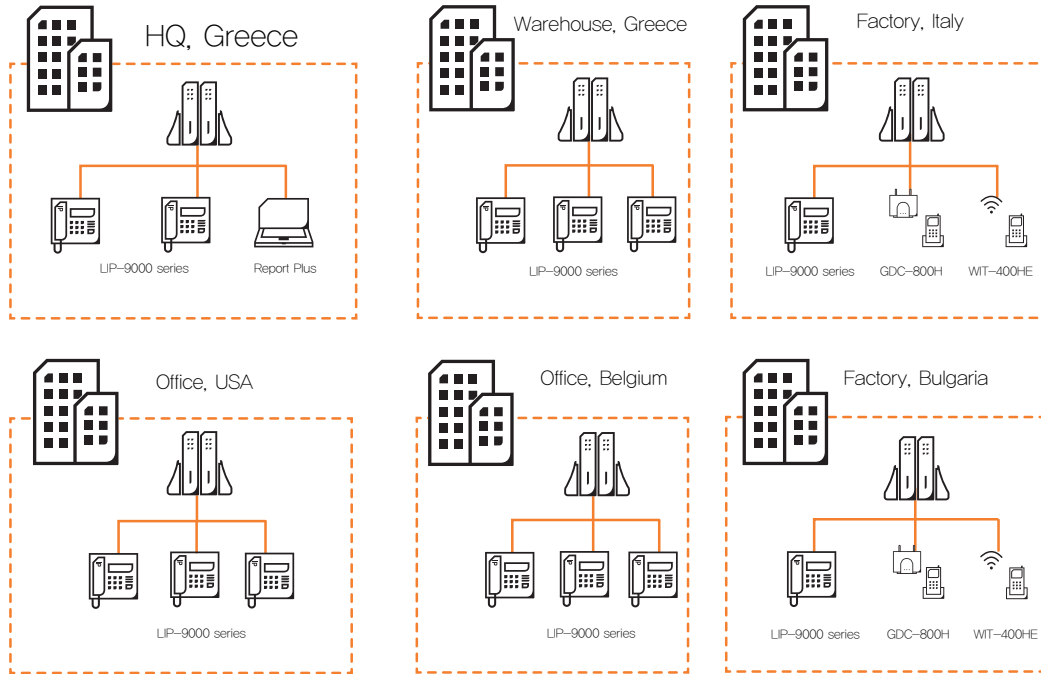 HQ, Greece
Warehouse, Greece
Factory, Italy
LIP-9000 series
Report Plus
LIP-9000 series
LIP-9000 series
GDC-800H
WIT-400HE
Office, USA
Office, Belgium
Factory, Bulgaria
LIP-9000 series
LIP-9000 series
LIP-9000 series
GDC-800H
WIT-400HE